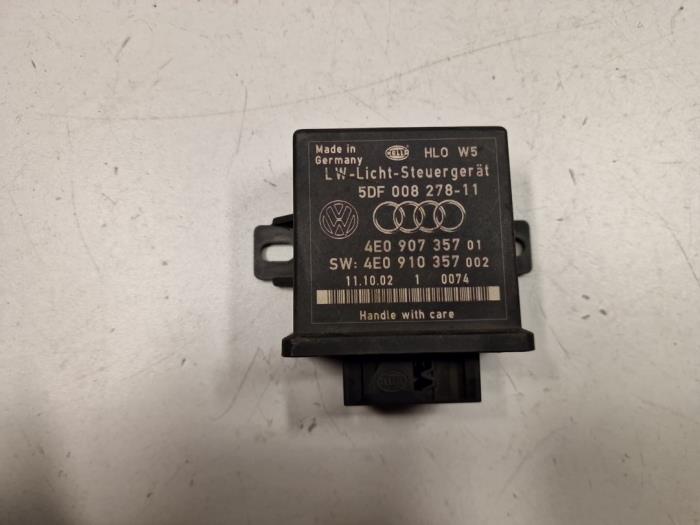 Made in
Germany
HELLA
HLO W5
LW-Licht-Steuergerät
5DF 008 278-11
4E0 907 357 01
SW: 4E0 910 357 002
11.10.02 1 0074
Handle with care
HELLA